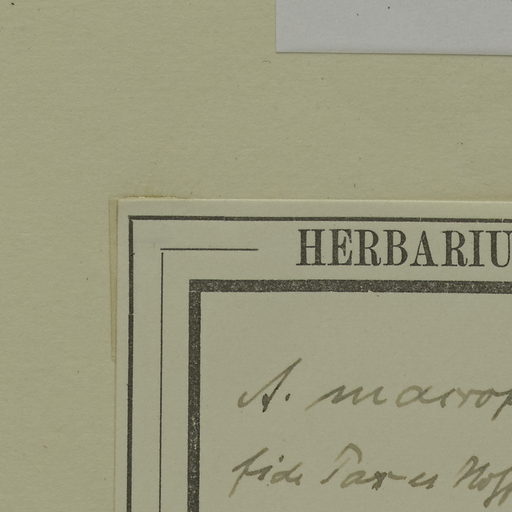 HERBARIU
A. macrop
fide Pax et Hoff